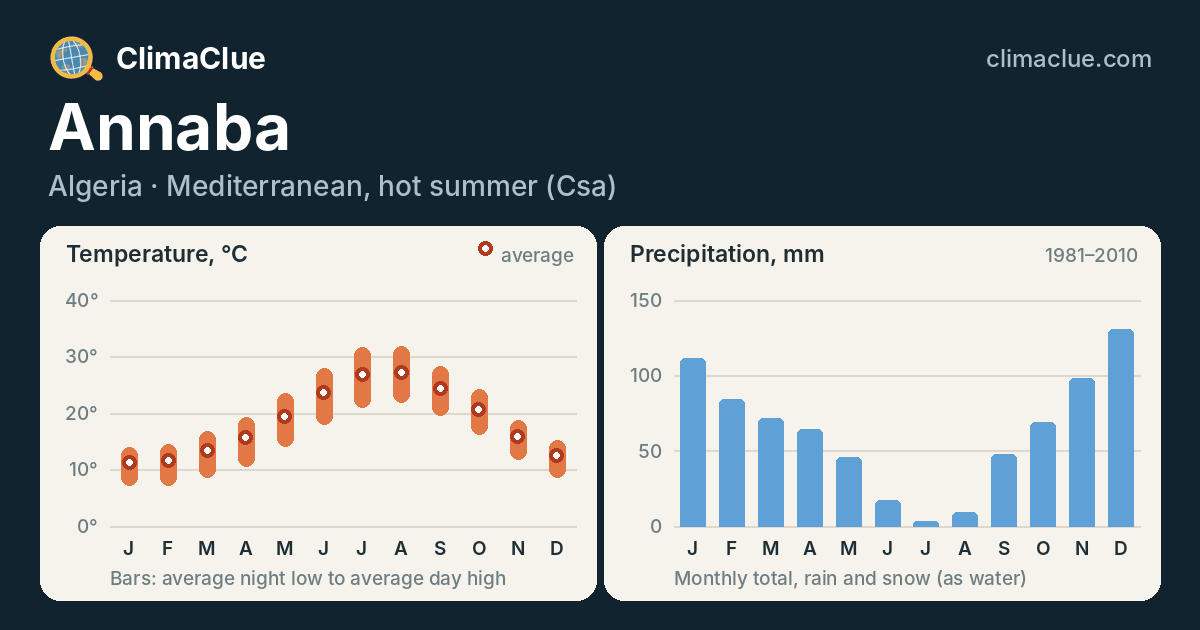 ClimaClue
climaclue.com
Annaba
Algeria · Mediterranean, hot summer (Csa)
Temperature, °C
average
40°
30°
20°
10°
0°
J F M A M J J A S O N D
Bars: average night low to average day high
Precipitation, mm
1981–2010
150
100
50
0
J F M A M J J A S O N D
Monthly total, rain and snow (as water)